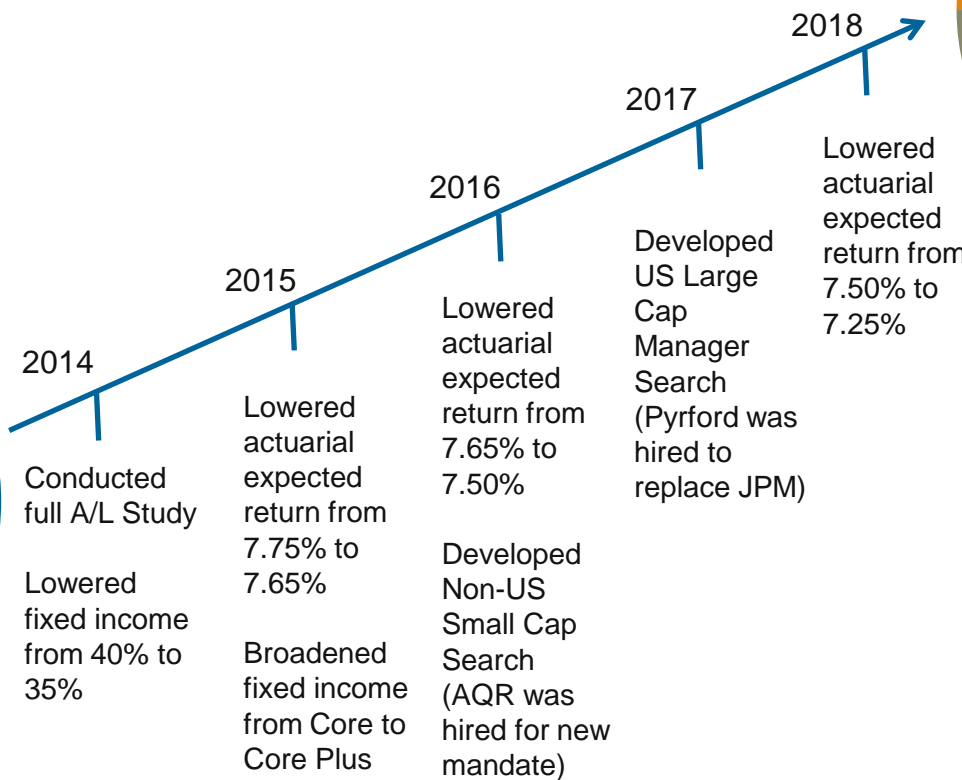 2014
Conducted
full A/L Study
Lowered
fixed income
from 40% to
35%
2015
Lowered
actuarial
expected
return from
7.75% to
7.65%
Broadened
fixed income
from Core to
Core Plus
2016
Lowered
actuarial
expected
return from
7.65% to
7.50%
Developed
Non-US
Small Cap
Search
(AQR was
hired for new
mandate)
2017
Developed
US Large
Cap
Manager
Search
(Pyrford was
hired to
replace JPM)
2018
Lowered
actuarial
expected
return from
7.50% to
7.25%